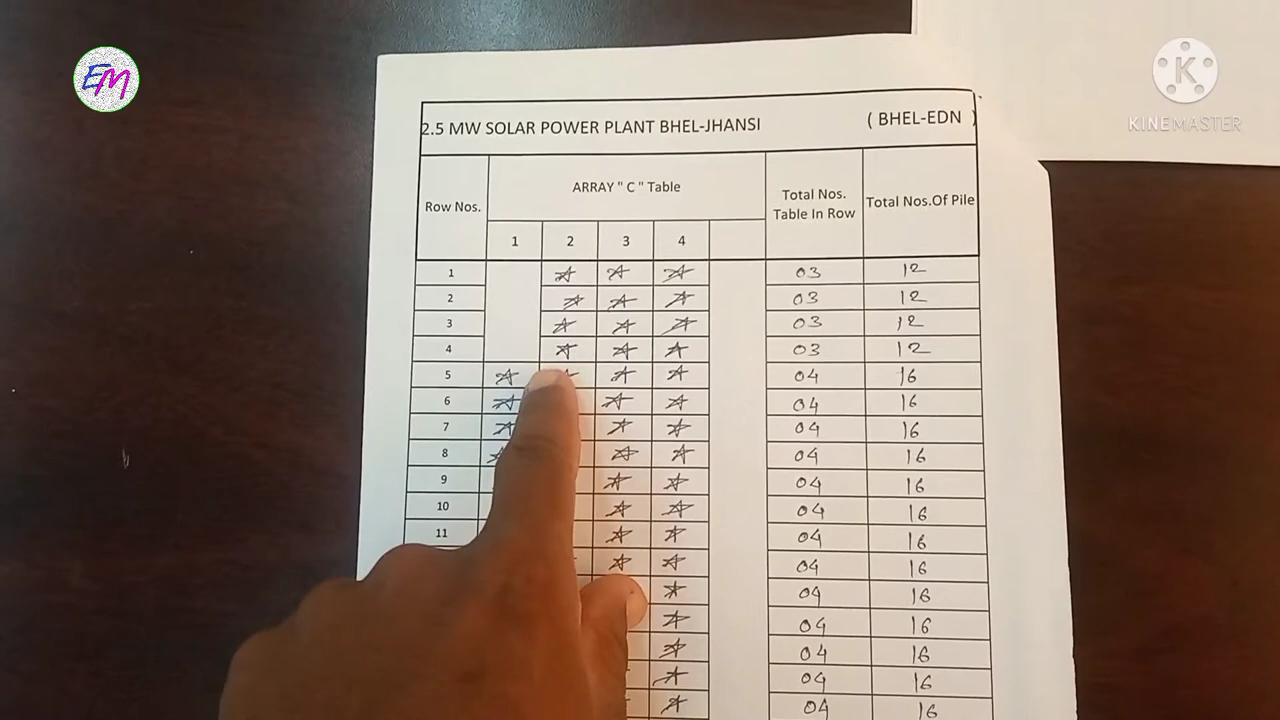 EM
KINEMASTER
2.5 MW SOLAR POWER PLANT BHEL-JHANSI ( BHEL-EDN )
Row Nos. ARRAY " C " Table Total Nos. Table In Row Total Nos.Of Pile
1 2 3 4
1 03 12
2 03 12
3 03 12
4 03 12
5 04 16
6 04 16
7 04 16
8 04 16
9 04 16
10 04 16
11 04 16
04 16
04 16
04 16
04 16
04 16
04 16